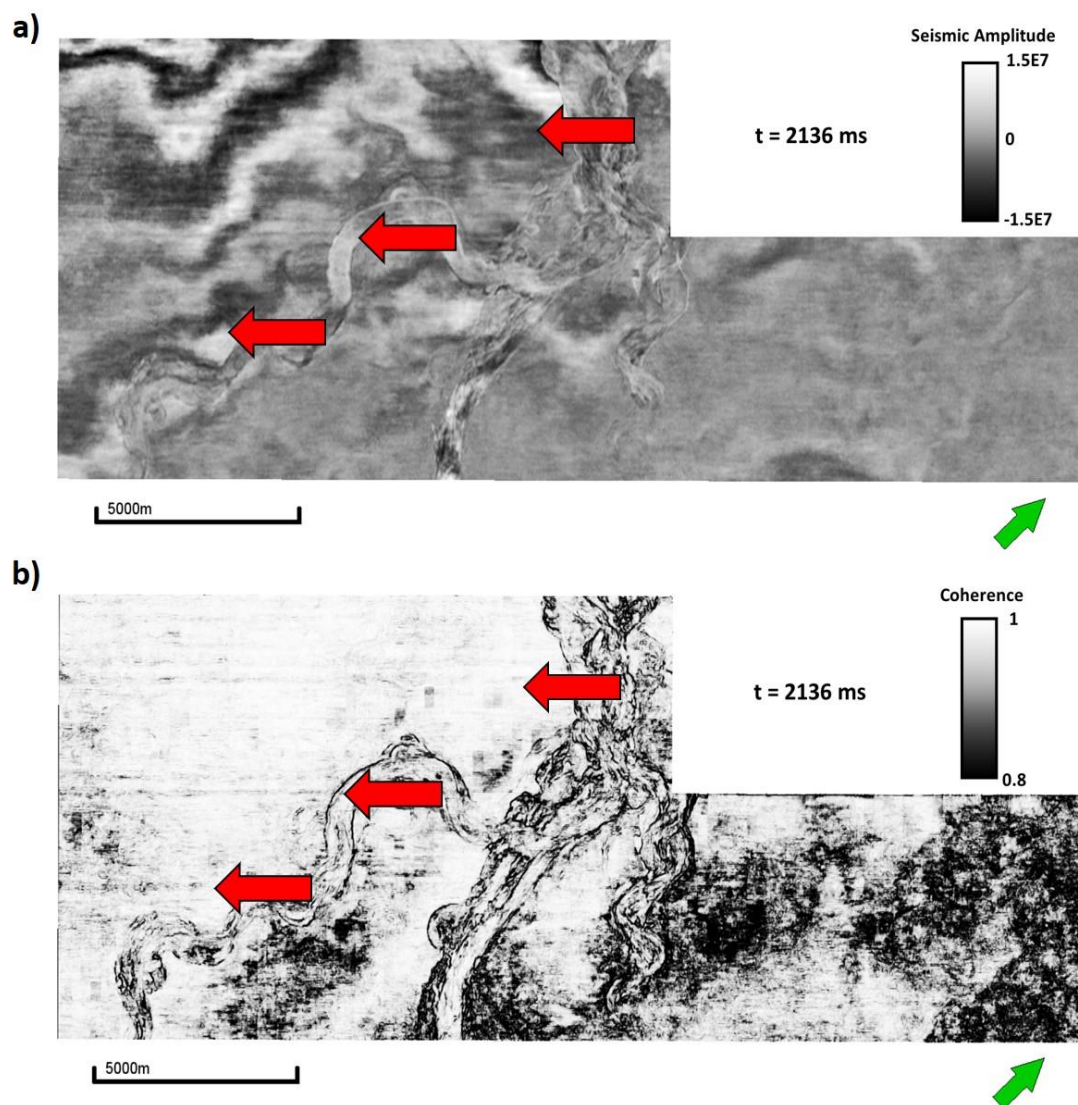 a)
Seismic Amplitude
1.5E7
t = 2136 ms
0
-1.5E7
5000m
b)
Coherence
1
t = 2136 ms
0.8
5000m